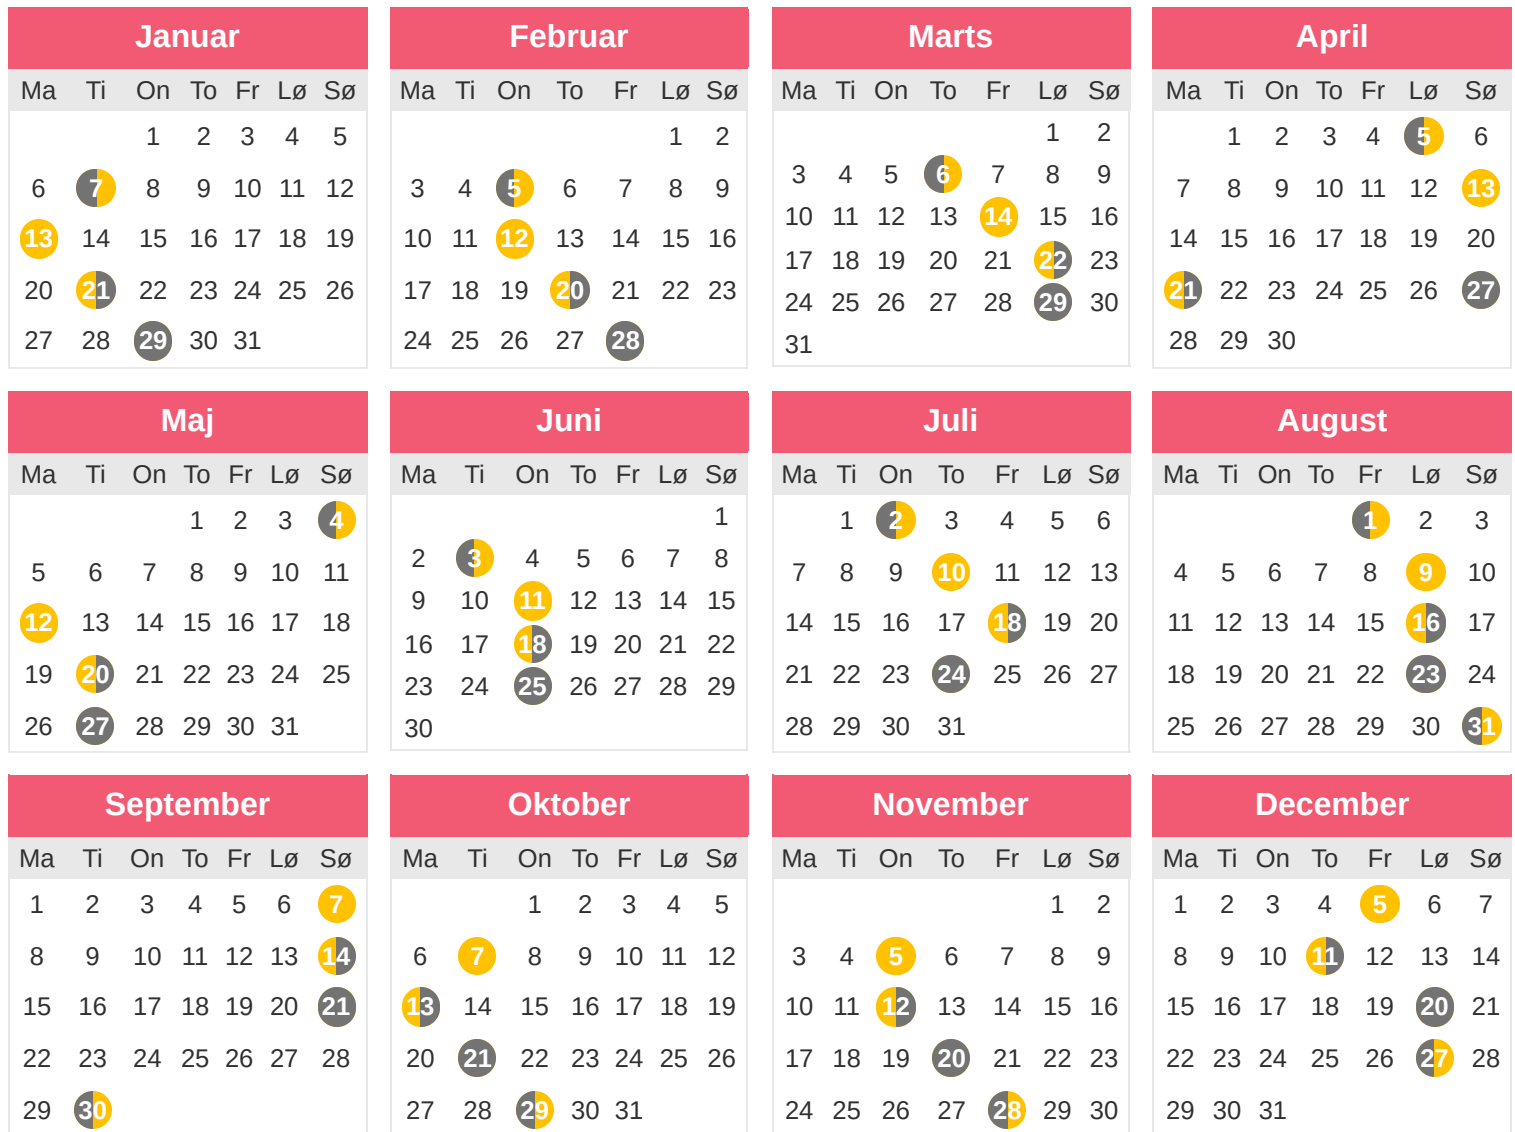 Januar
Ma Ti On To Fr Lø Sø
1 2 3 4 5
6 7 8 9 10 11 12
13 14 15 16 17 18 19
20 21 22 23 24 25 26
27 28 29 30 31
Februar
Ma Ti On To Fr Lø Sø
1 2
3 4 5 6 7 8 9
10 11 12 13 14 15 16
17 18 19 20 21 22 23
24 25 26 27 28
Marts
Ma Ti On To Fr Lø Sø
1 2
3 4 5 6 7 8 9
10 11 12 13 14 15 16
17 18 19 20 21 22 23
24 25 26 27 28 29 30
31
April
Ma Ti On To Fr Lø Sø
1 2 3 4 5 6
7 8 9 10 11 12 13
14 15 16 17 18 19 20
21 22 23 24 25 26 27
28 29 30
Maj
Ma Ti On To Fr Lø Sø
1 2 3 4
5 6 7 8 9 10 11
12 13 14 15 16 17 18
19 20 21 22 23 24 25
26 27 28 29 30 31
Juni
Ma Ti On To Fr Lø Sø
1
2 3 4 5 6 7 8
9 10 11 12 13 14 15
16 17 18 19 20 21 22
23 24 25 26 27 28 29
30
Juli
Ma Ti On To Fr Lø Sø
1 2 3 4 5 6
7 8 9 10 11 12 13
14 15 16 17 18 19 20
21 22 23 24 25 26 27
28 29 30 31
August
Ma Ti On To Fr Lø Sø
1 2 3
4 5 6 7 8 9 10
11 12 13 14 15 16 17
18 19 20 21 22 23 24
25 26 27 28 29 30 31
September
Ma Ti On To Fr Lø Sø
1 2 3 4 5 6 7
8 9 10 11 12 13 14
15 16 17 18 19 20 21
22 23 24 25 26 27 28
29 30
Oktober
Ma Ti On To Fr Lø Sø
1 2 3 4 5
6 7 8 9 10 11 12
13 14 15 16 17 18 19
20 21 22 23 24 25 26
27 28 29 30 31
November
Ma Ti On To Fr Lø Sø
1 2
3 4 5 6 7 8 9
10 11 12 13 14 15 16
17 18 19 20 21 22 23
24 25 26 27 28 29 30
December
Ma Ti On To Fr Lø Sø
1 2 3 4 5 6 7
8 9 10 11 12 13 14
15 16 17 18 19 20 21
22 23 24 25 26 27 28
29 30 31